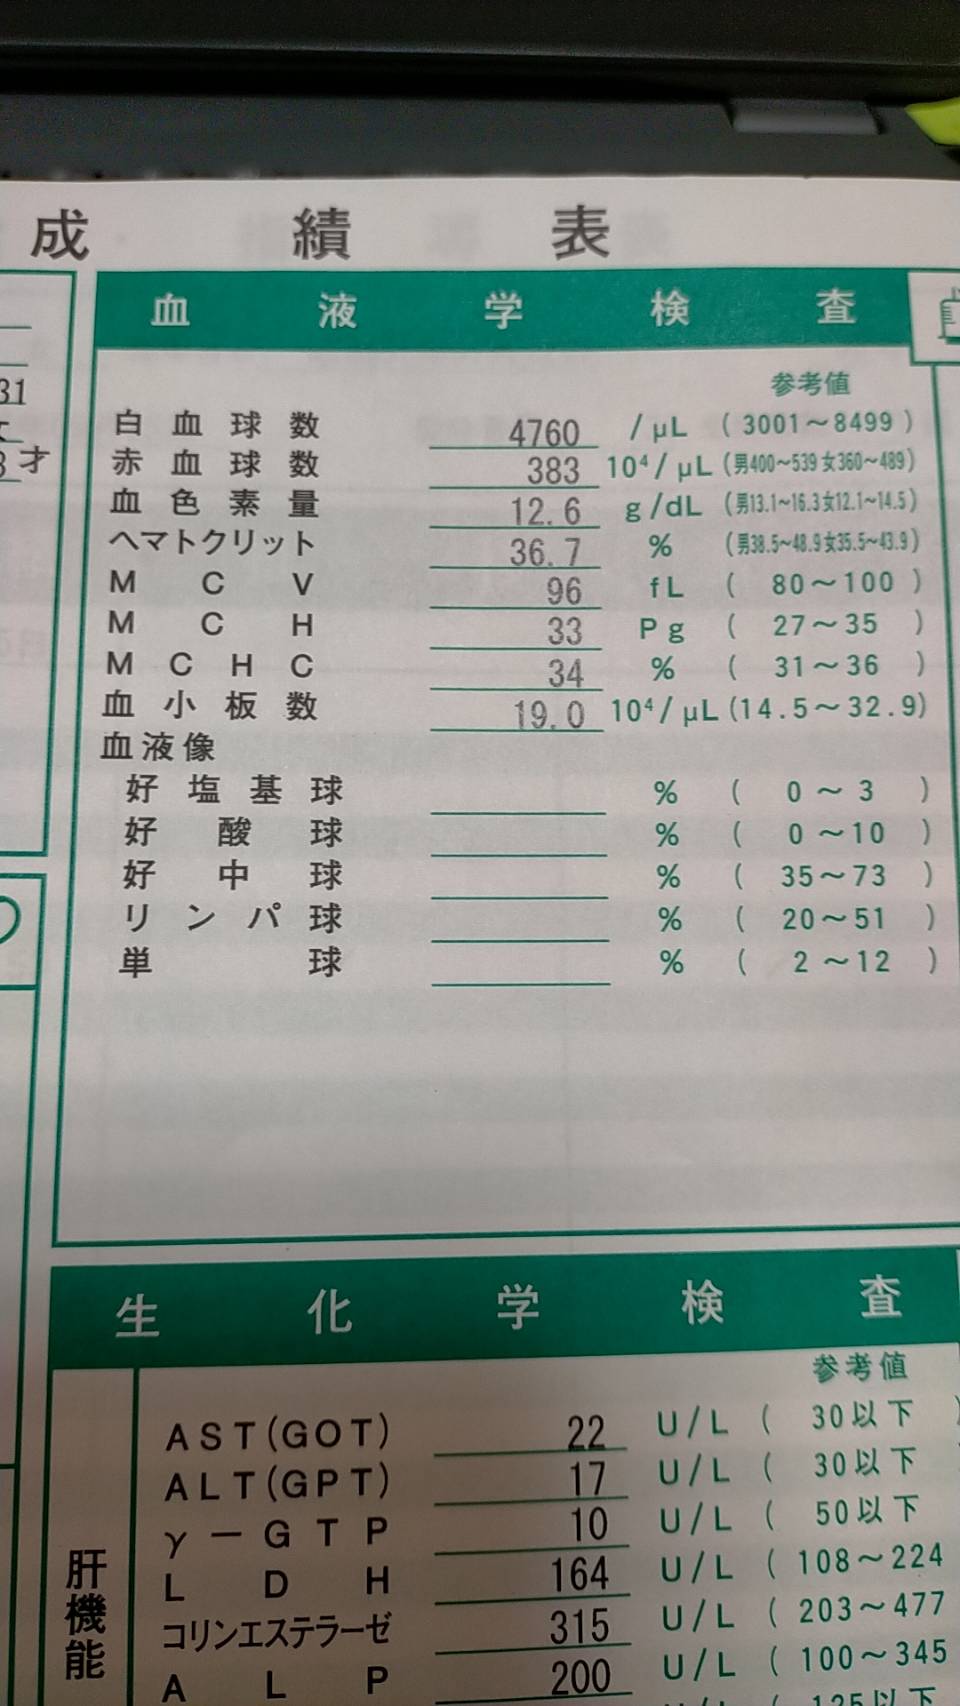 成績表
血液学検査
参考値
白血球数 4760 /μL (3001～8499)
赤血球数 383 10⁴/μL (男400～539女360～489)
血色素量 12.6 g/dL (男13.1～16.3女12.1～14.5)
ヘマトクリット 36.7 % (男38.5～48.9女35.5～43.9)
MCV 96 fL (80～100)
MCH 33 Pg (27～35)
MCHC 34 % (31～36)
血小板数 19.0 10⁴/μL (14.5～32.9)
血液像
好塩基球 % (0～3)
好酸球 % (0～10)
好中球 % (35～73)
リンパ球 % (20～51)
単球 % (2～12)
31
才
生化学検査
参考値
肝機能
AST(GOT) 22 U/L (30以下)
ALT(GPT) 17 U/L (30以下
γ－GTP 10 U/L (50以下
LDH 164 U/L (108～224
コリンエステラーゼ 315 U/L (203～477
ALP 200 U/L (100～345